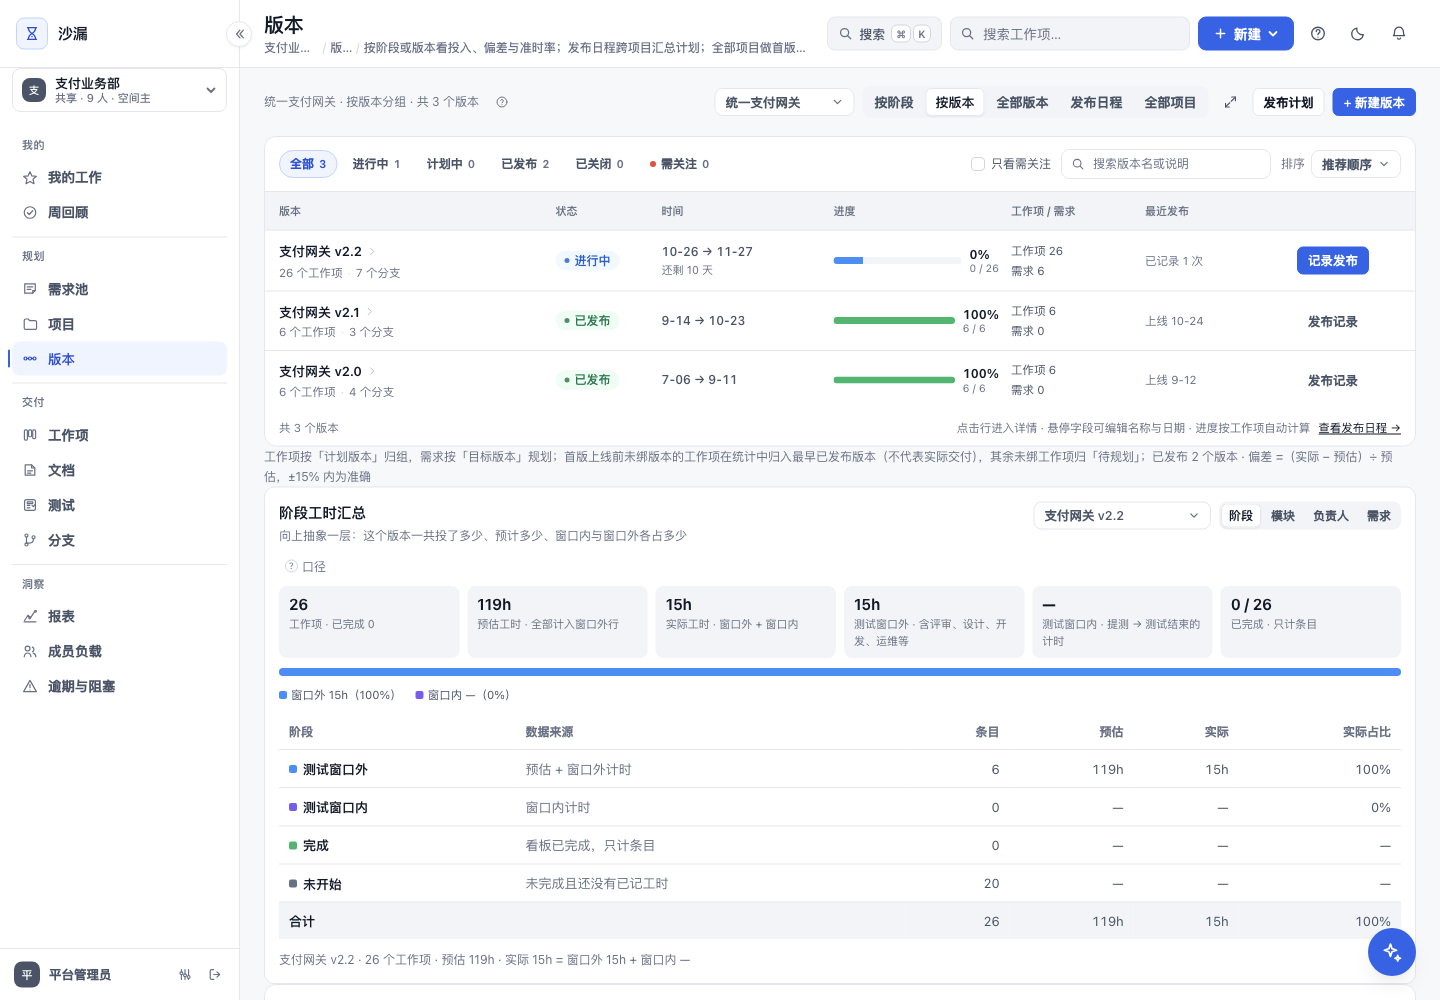 沙漏
支
支付业务部
共享 · 9 人 · 空间主
我的
我的工作
周回顾
规划
需求池
项目
版本
交付
工作项
文档
测试
分支
洞察
报表
成员负载
逾期与阻塞
平
平台管理员
版本
支付业... / 版... / 按阶段或版本看投入、偏差与准时率；发布日程跨项目汇总计划；全部项目做首版...
搜索 ⌘ K
搜索工作项...
+ 新建
统一支付网关 · 按版本分组 · 共 3 个版本
统一支付网关
按阶段 按版本 全部版本 发布日程 全部项目
发布计划
+ 新建版本
全部 3 进行中 1 计划中 0 已发布 2 已关闭 0 需关注 0
只看需关注
搜索版本名或说明
排序 推荐顺序
版本 状态 时间 进度 工作项 / 需求 最近发布
支付网关 v2.2
26 个工作项 · 7 个分支
进行中
10-26 → 11-27
还剩 10 天
0%
0 / 26
工作项 26
需求 6
已记录 1 次
记录发布
支付网关 v2.1
6 个工作项 · 3 个分支
已发布
9-14 → 10-23
100%
6 / 6
工作项 6
需求 0
上线 10-24
发布记录
支付网关 v2.0
6 个工作项 · 4 个分支
已发布
7-06 → 9-11
100%
6 / 6
工作项 6
需求 0
上线 9-12
发布记录
共 3 个版本
点击行进入详情 · 悬停字段可编辑名称与日期 · 进度按工作项自动计算 查看发布日程 →
工作项按「计划版本」归组，需求按「目标版本」规划；首版上线前未绑版本的工作项在统计中归入最早已发布版本（不代表实际交付），其余未绑工作项归「待规划」；已发布 2 个版本 · 偏差 =（实际 − 预估）÷ 预
估，±15% 内为准确
阶段工时汇总
向上抽象一层：这个版本一共投了多少、预计多少、窗口内与窗口外各占多少
支付网关 v2.2
阶段 模块 负责人 需求
? 口径
26
工作项 · 已完成 0
119h
预估工时 · 全部计入窗口外行
15h
实际工时 · 窗口外 + 窗口内
15h
测试窗口外 · 含评审、设计、开
发、运维等
—
测试窗口内 · 提测 → 测试结束的
计时
0 / 26
已完成 · 只计条目
窗口外 15h（100%） 窗口内 —（0%）
阶段 数据来源 条目 预估 实际 实际占比
测试窗口外 预估 + 窗口外计时 6 119h 15h 100%
测试窗口内 窗口内计时 0 — — 0%
完成 看板已完成，只计条目 0 — — —
未开始 未完成且还没有已记工时 20 — — —
合计 26 119h 15h 100%
支付网关 v2.2 · 26 个工作项 · 预估 119h · 实际 15h = 窗口外 15h + 窗口内 —